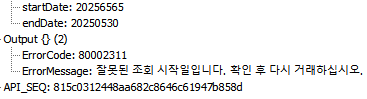 startDate: 20256565
endDate: 20250530
Output {} (2)
ErrorCode: 80002311
ErrorMessage: 잘못된 조회 시작일입니다. 확인 후 다시 거래하십시오.
API_SEQ: 815c0312448aa682c8646c61947b858d